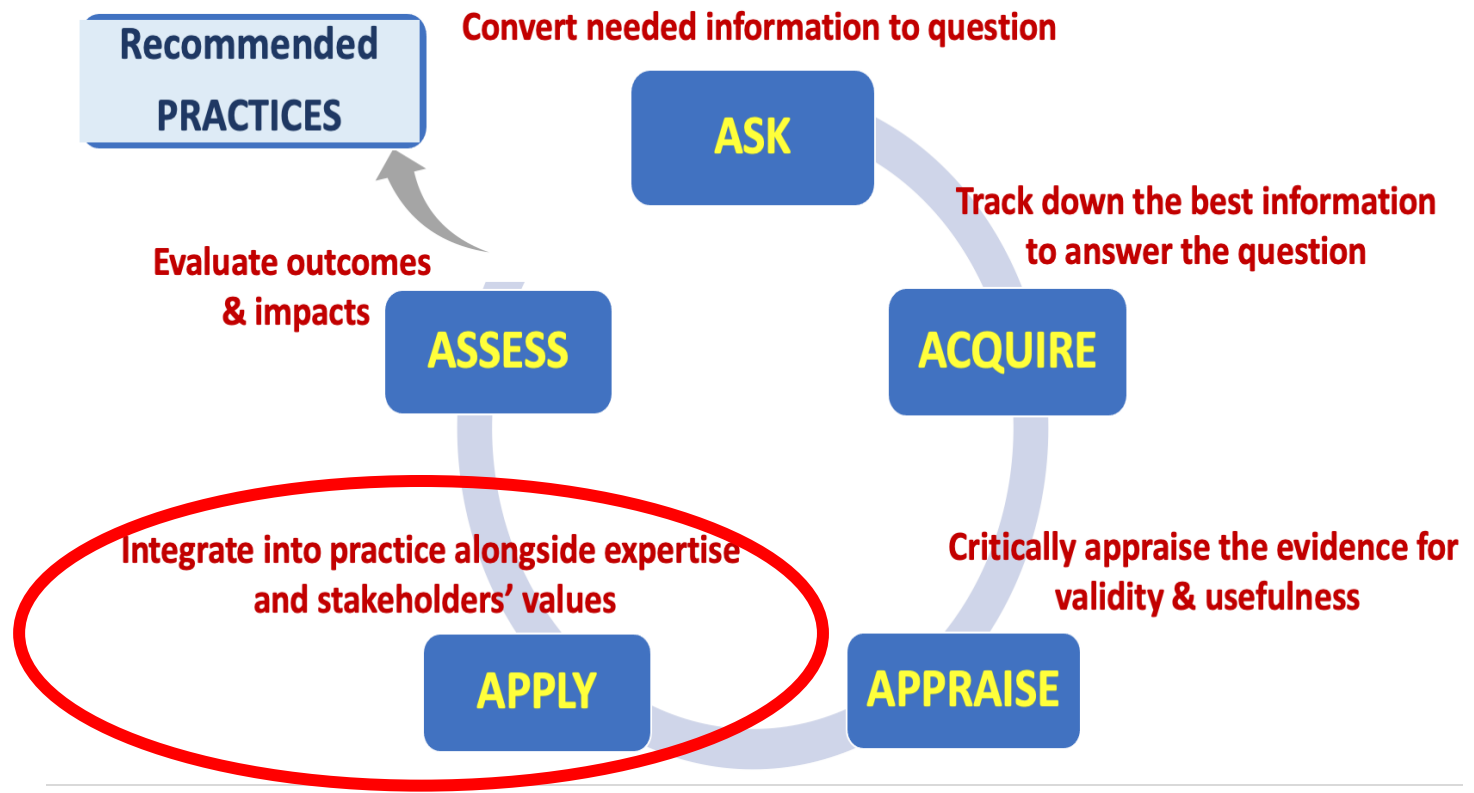 Recommended
PRACTICES
Convert needed information to question
ASK
Track down the best information
to answer the question
ACQUIRE
Critically appraise the evidence for
validity & usefulness
APPRAISE
Integrate into practice alongside expertise
and stakeholders’ values
APPLY
Evaluate outcomes
& impacts
ASSESS